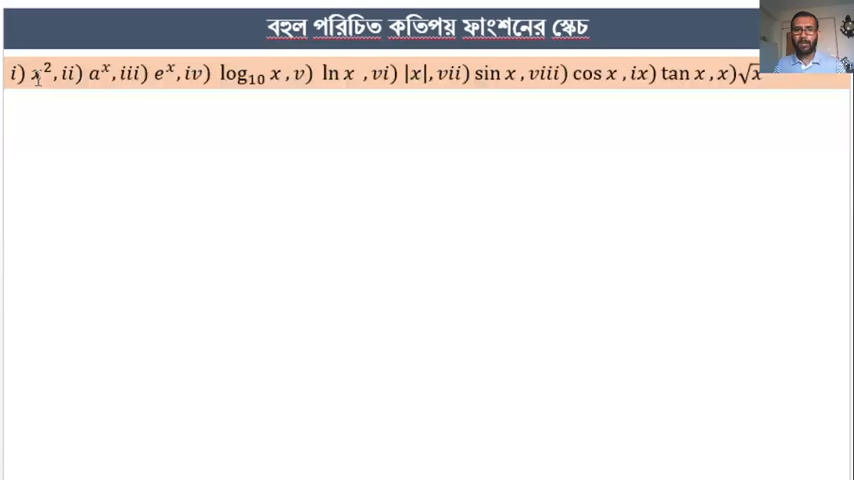 বহুল পরিচিত কতিপয় ফাংশনের স্কেচ
i) x², ii) aˣ, iii) eˣ, iv) log₁₀ x , v) ln x , vi) |x|, vii) sin x , viii) cos x , ix) tan x , x)√x